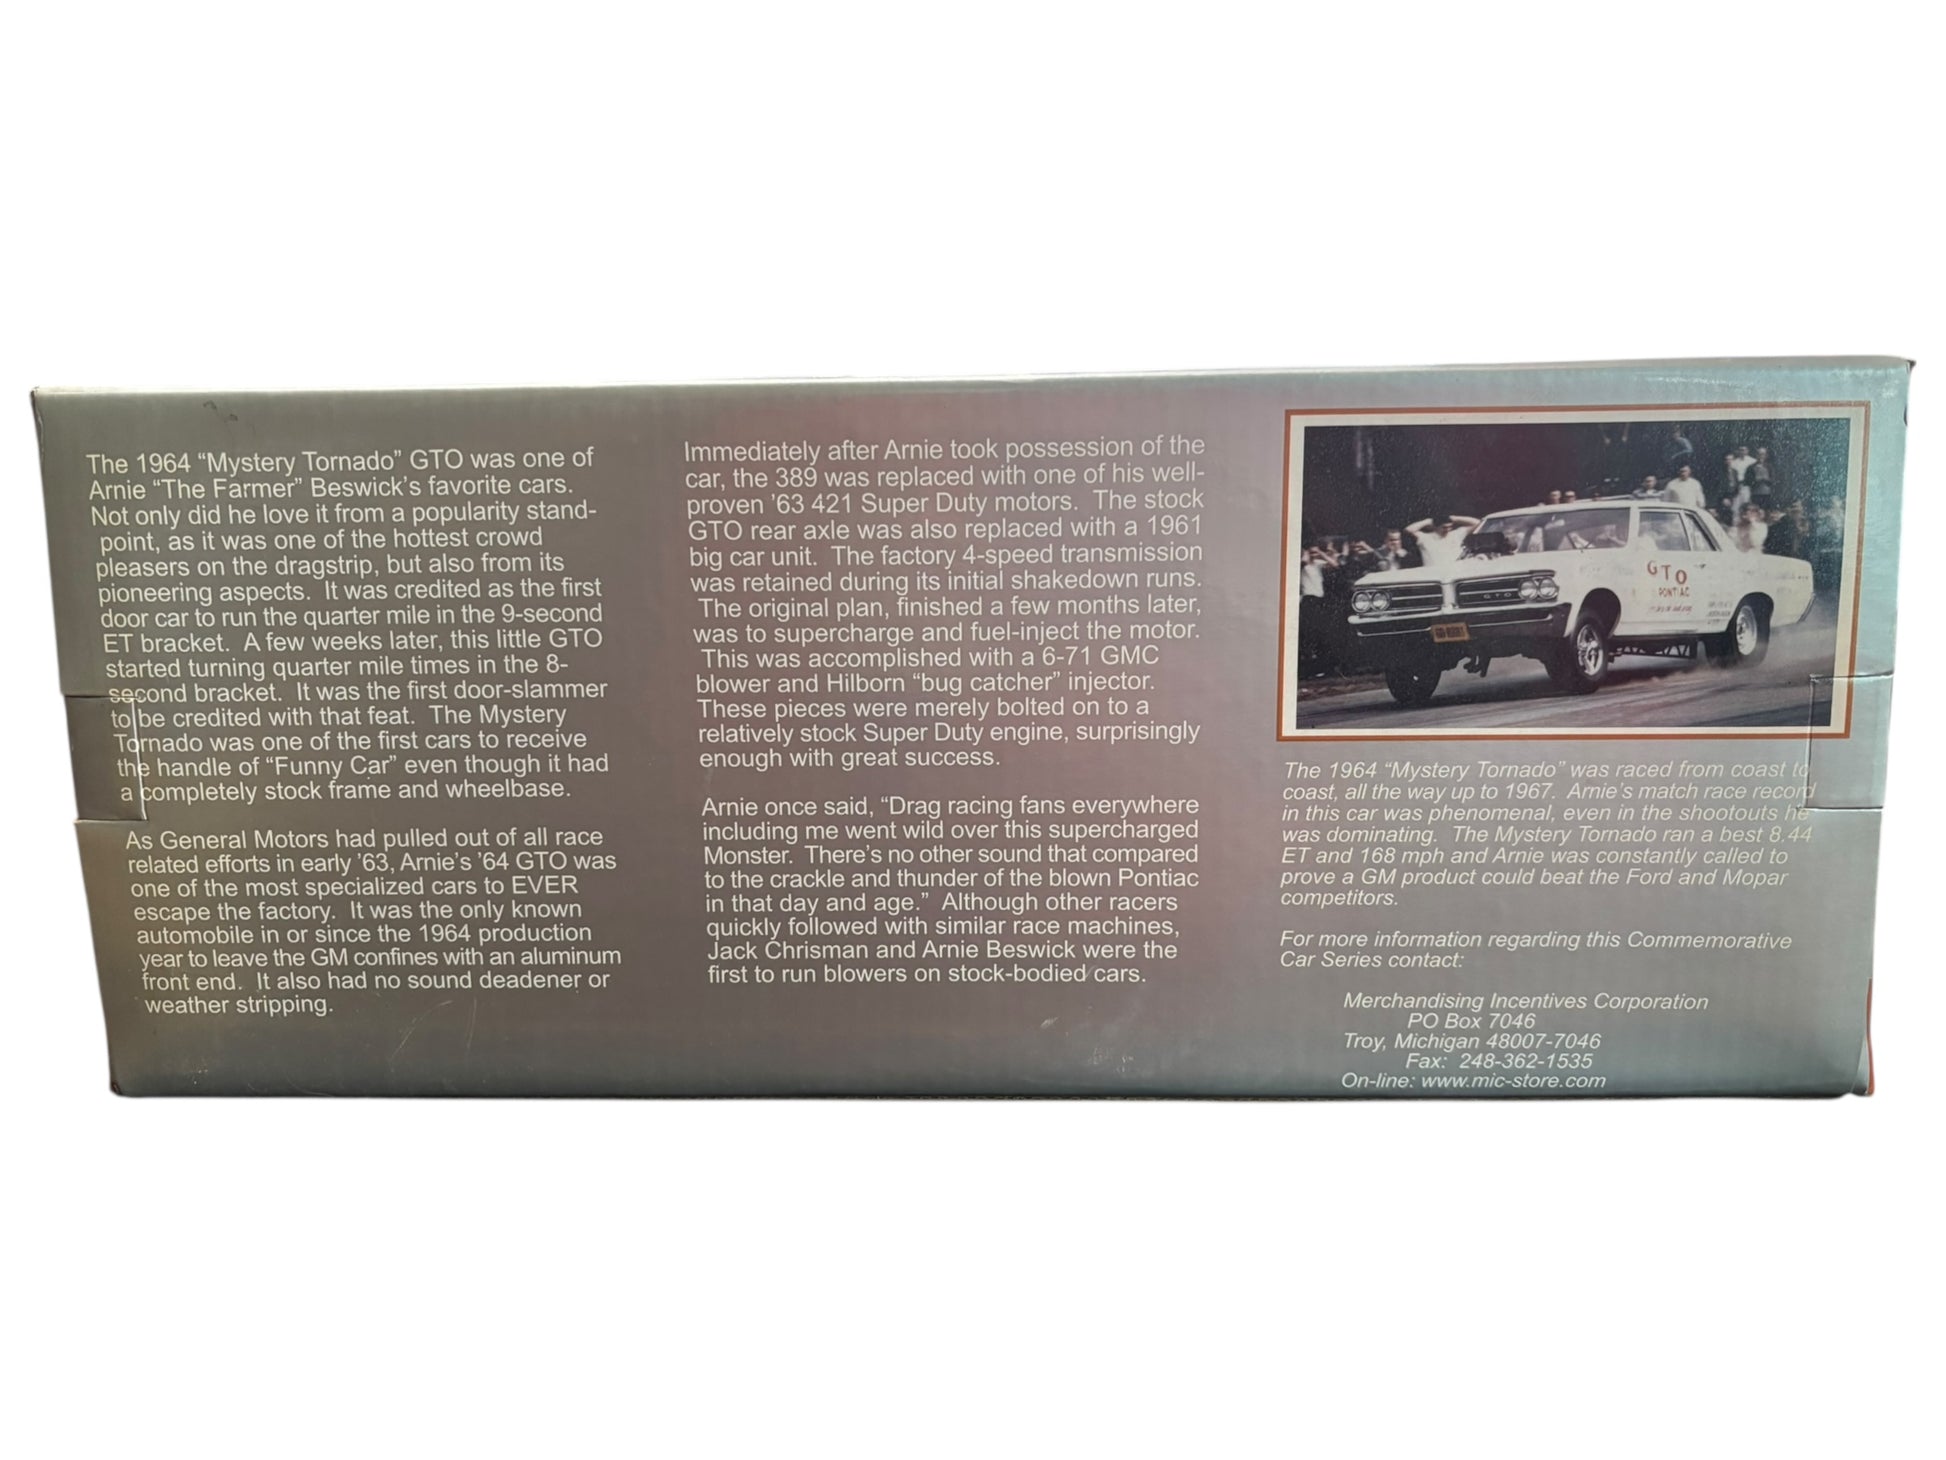 The 1964 “Mystery Tornado” GTO was one of
Arnie “The Farmer” Beswick’s favorite cars.
Not only did he love it from a popularity stand-
point, as it was one of the hottest crowd
pleasers on the dragstrip, but also from its
pioneering aspects. It was credited as the first
door car to run the quarter mile in the 9-second
ET bracket. A few weeks later, this little GTO
started turning quarter mile times in the 8-
second bracket. It was the first door-slammer
to be credited with that feat. The Mystery
Tornado was one of the first cars to receive
the handle of “Funny Car” even though it had
a completely stock frame and wheelbase.
As General Motors had pulled out of all race
related efforts in early ’63, Arnie’s ’64 GTO was
one of the most specialized cars to EVER
escape the factory. It was the only known
automobile in or since the 1964 production
year to leave the GM confines with an aluminum
front end. It also had no sound deadener or
weather stripping.
Immediately after Arnie took possession of the
car, the 389 was replaced with one of his well-
proven ’63 421 Super Duty motors. The stock
GTO rear axle was also replaced with a 1961
big car unit. The factory 4-speed transmission
was retained during its initial shakedown runs.
The original plan, finished a few months later,
was to supercharge and fuel-inject the motor.
This was accomplished with a 6-71 GMC
blower and Hilborn “bug catcher” injector.
These pieces were merely bolted on to a
relatively stock Super Duty engine, surprisingly
enough with great success.
Arnie once said, “Drag racing fans everywhere
including me went wild over this supercharged
Monster. There’s no other sound that compared
to the crackle and thunder of the blown Pontiac
in that day and age.” Although other racers
quickly followed with similar race machines,
Jack Chrisman and Arnie Beswick were the
first to run blowers on stock-bodied cars.
GTO
PONTIAC
GTO
The 1964 “Mystery Tornado” was raced from coast to
coast, all the way up to 1967. Arnie’s match race record
in this car was phenomenal, even in the shootouts he
was dominating. The Mystery Tornado ran a best 8.44
ET and 168 mph and Arnie was constantly called to
prove a GM product could beat the Ford and Mopar
competitors.
For more information regarding this Commemorative
Car Series contact:
Merchandising Incentives Corporation
PO Box 7046
Troy, Michigan 48007-7046
Fax: 248-362-1535
On-line: www.mic-store.com